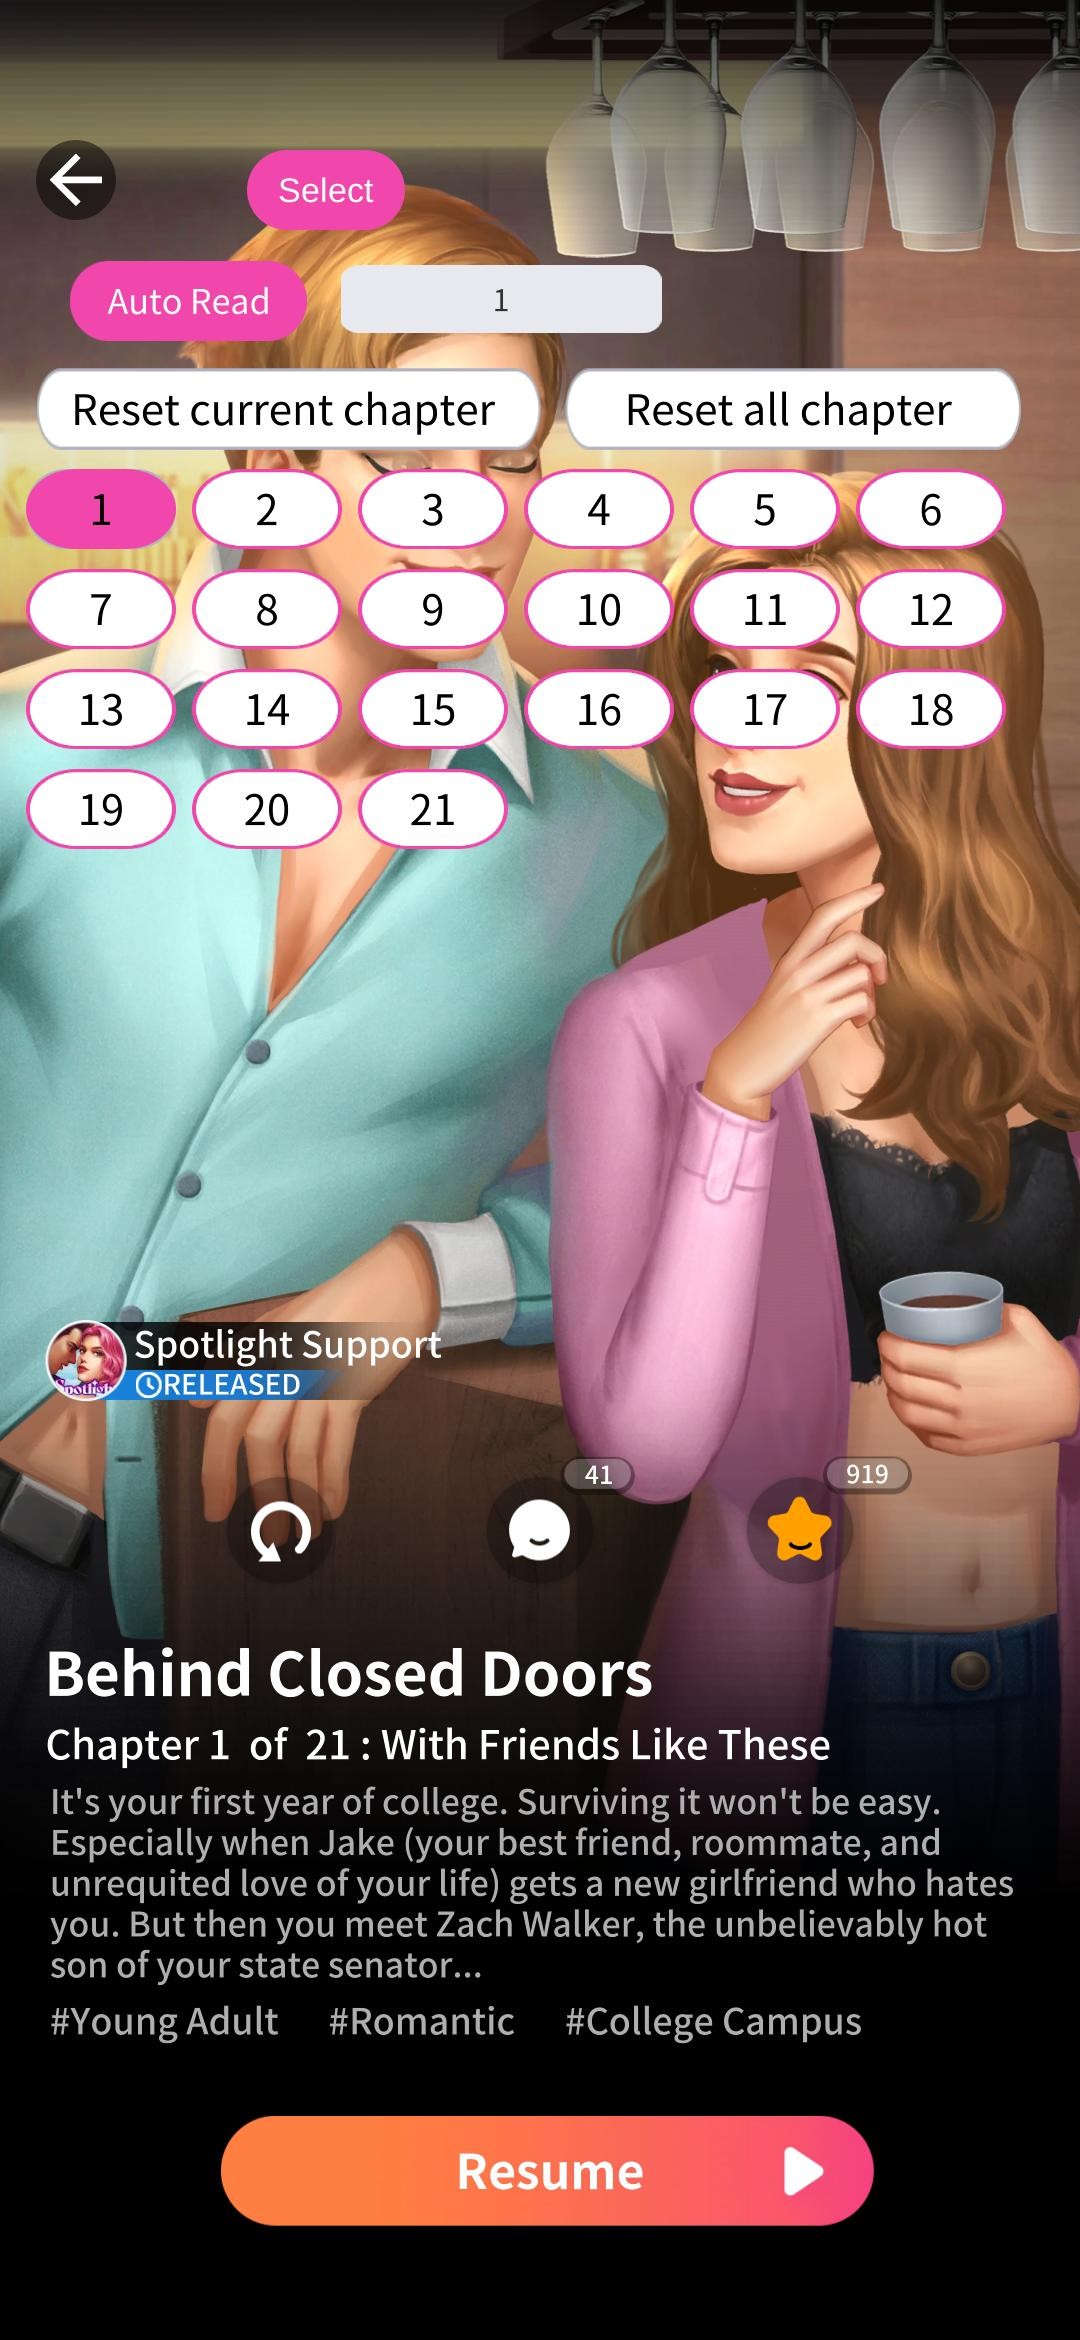 Select
Auto Read
1
Reset current chapter
Reset all chapter
1
2
3
4
5
6
7
8
9
10
11
12
13
14
15
16
17
18
19
20
21
Spotlight
Spotlight Support
RELEASED
41
919
Behind Closed Doors
Chapter 1 of 21 : With Friends Like These
It's your first year of college. Surviving it won't be easy.
Especially when Jake (your best friend, roommate, and
unrequited love of your life) gets a new girlfriend who hates
you. But then you meet Zach Walker, the unbelievably hot
son of your state senator...
#Young Adult #Romantic #College Campus
Resume